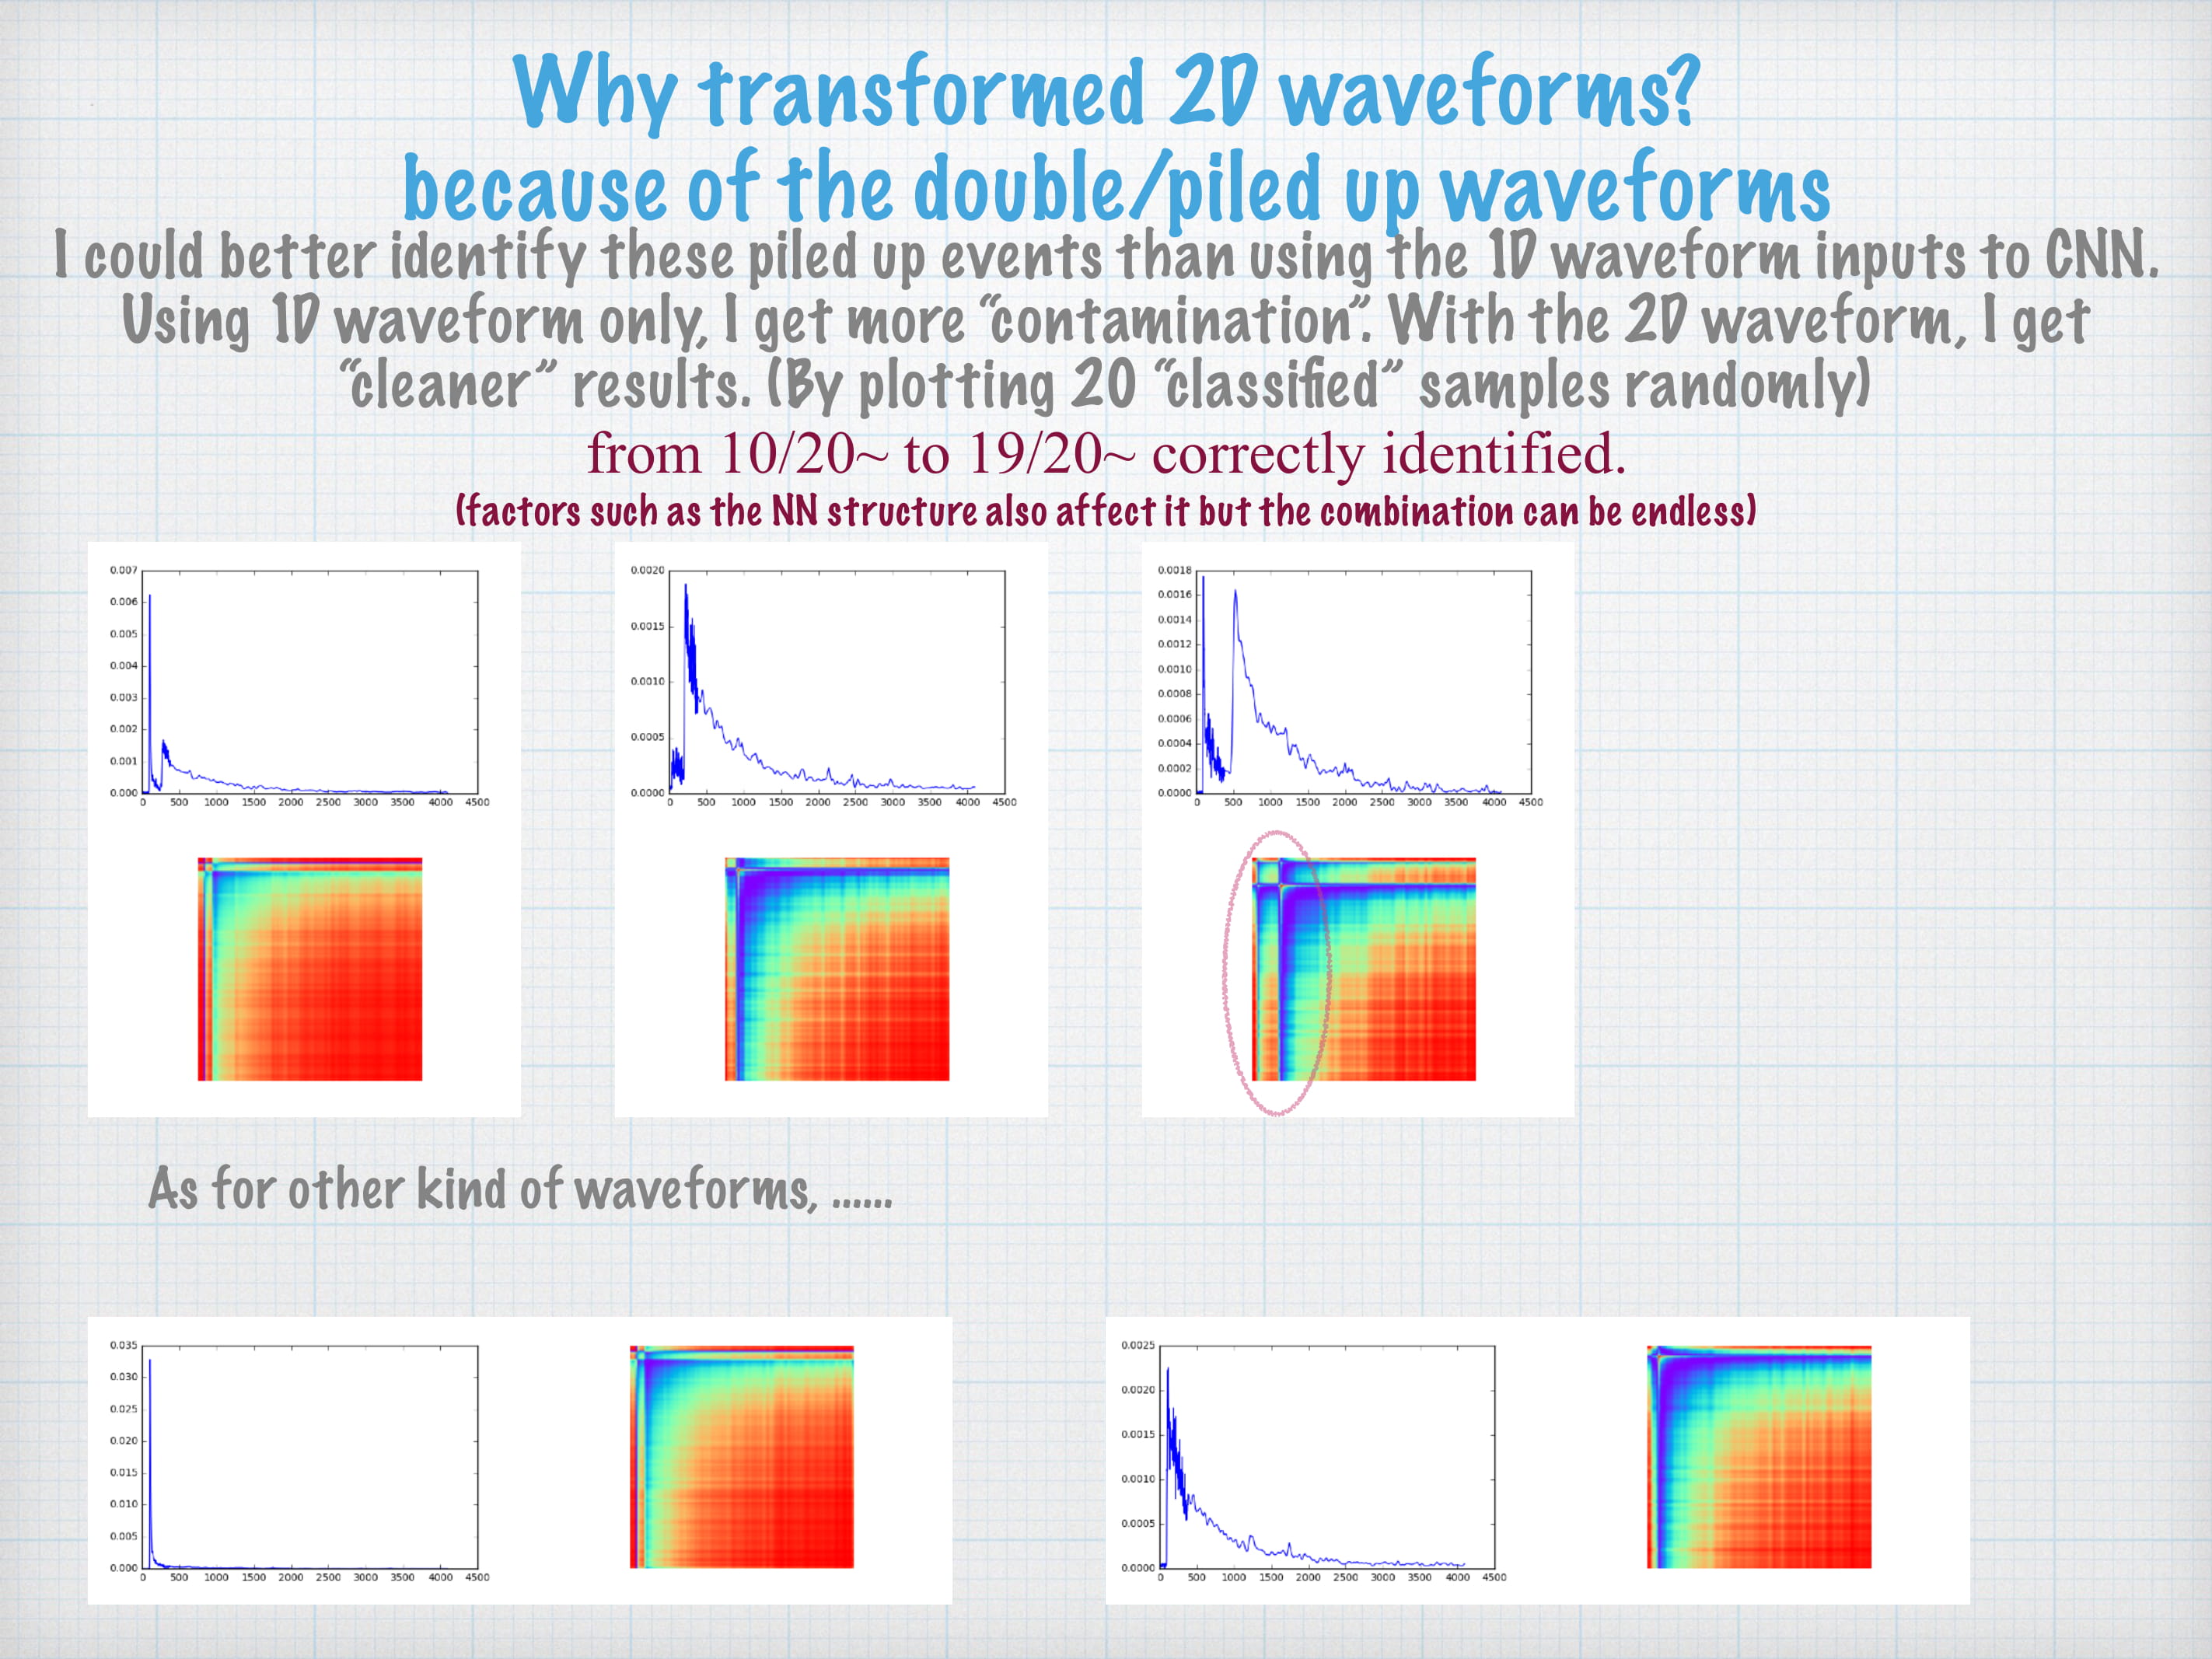 Why transformed 2D waveforms?
because of the double/piled up waveforms
I could better identify these piled up events than using the 1D waveform inputs to CNN.
Using 1D waveform only, I get more “contamination”. With the 2D waveform, I get
“cleaner” results. (By plotting 20 “classified” samples randomly)
from 10/20~ to 19/20~ correctly identified.
(factors such as the NN structure also affect it but the combination can be endless)
0.007
0.006
0.005
0.004
0.003
0.002
0.001
0.000
0 500 1000 1500 2000 2500 3000 3500 4000 4500
0.0020
0.0015
0.0010
0.0005
0.0000
0 500 1000 1500 2000 2500 3000 3500 4000 4500
0.0018
0.0016
0.0014
0.0012
0.0010
0.0008
0.0006
0.0004
0.0002
0.0000
0 500 1000 1500 2000 2500 3000 3500 4000 4500
As for other kind of waveforms, ......
0.035
0.030
0.025
0.020
0.015
0.010
0.005
0.000
0 500 1000 1500 2000 2500 3000 3500 4000 4500
0.0025
0.0020
0.0015
0.0010
0.0005
0.0000
0 500 1000 1500 2000 2500 3000 3500 4000 4500